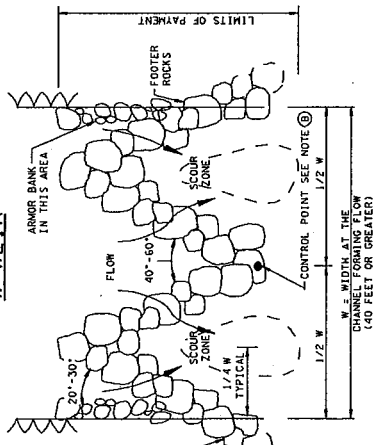 LIMITS OF PAYMENT
ARMOR BANK
IN THIS AREA
FOOTER
ROCKS
20°-30°
SCOUR
ZONE
FLOW
40°-60°
SCOUR
ZONE
1/4 W
TYPICAL
CONTROL POINT SEE NOTE B
1/2 W
1/2 W
W = WIDTH AT THE
CHANNEL FORMING FLOW
(40 FEET OR GREATER)